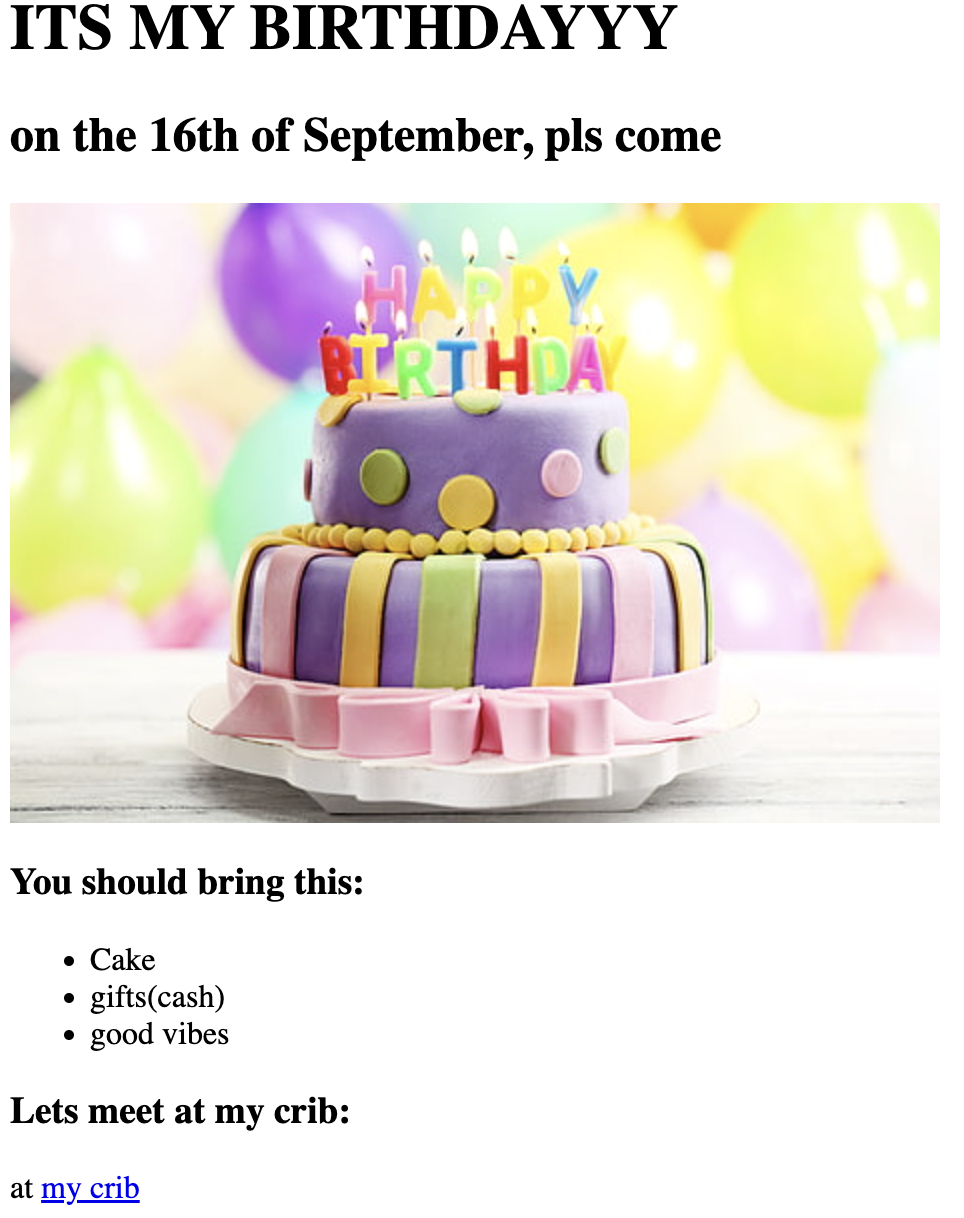 ITS MY BIRTHDAYYY
on the 16th of September, pls come
HAPPY
BIRTHDAY
You should bring this:
Cake
gifts(cash)
good vibes
Lets meet at my crib:
at my crib